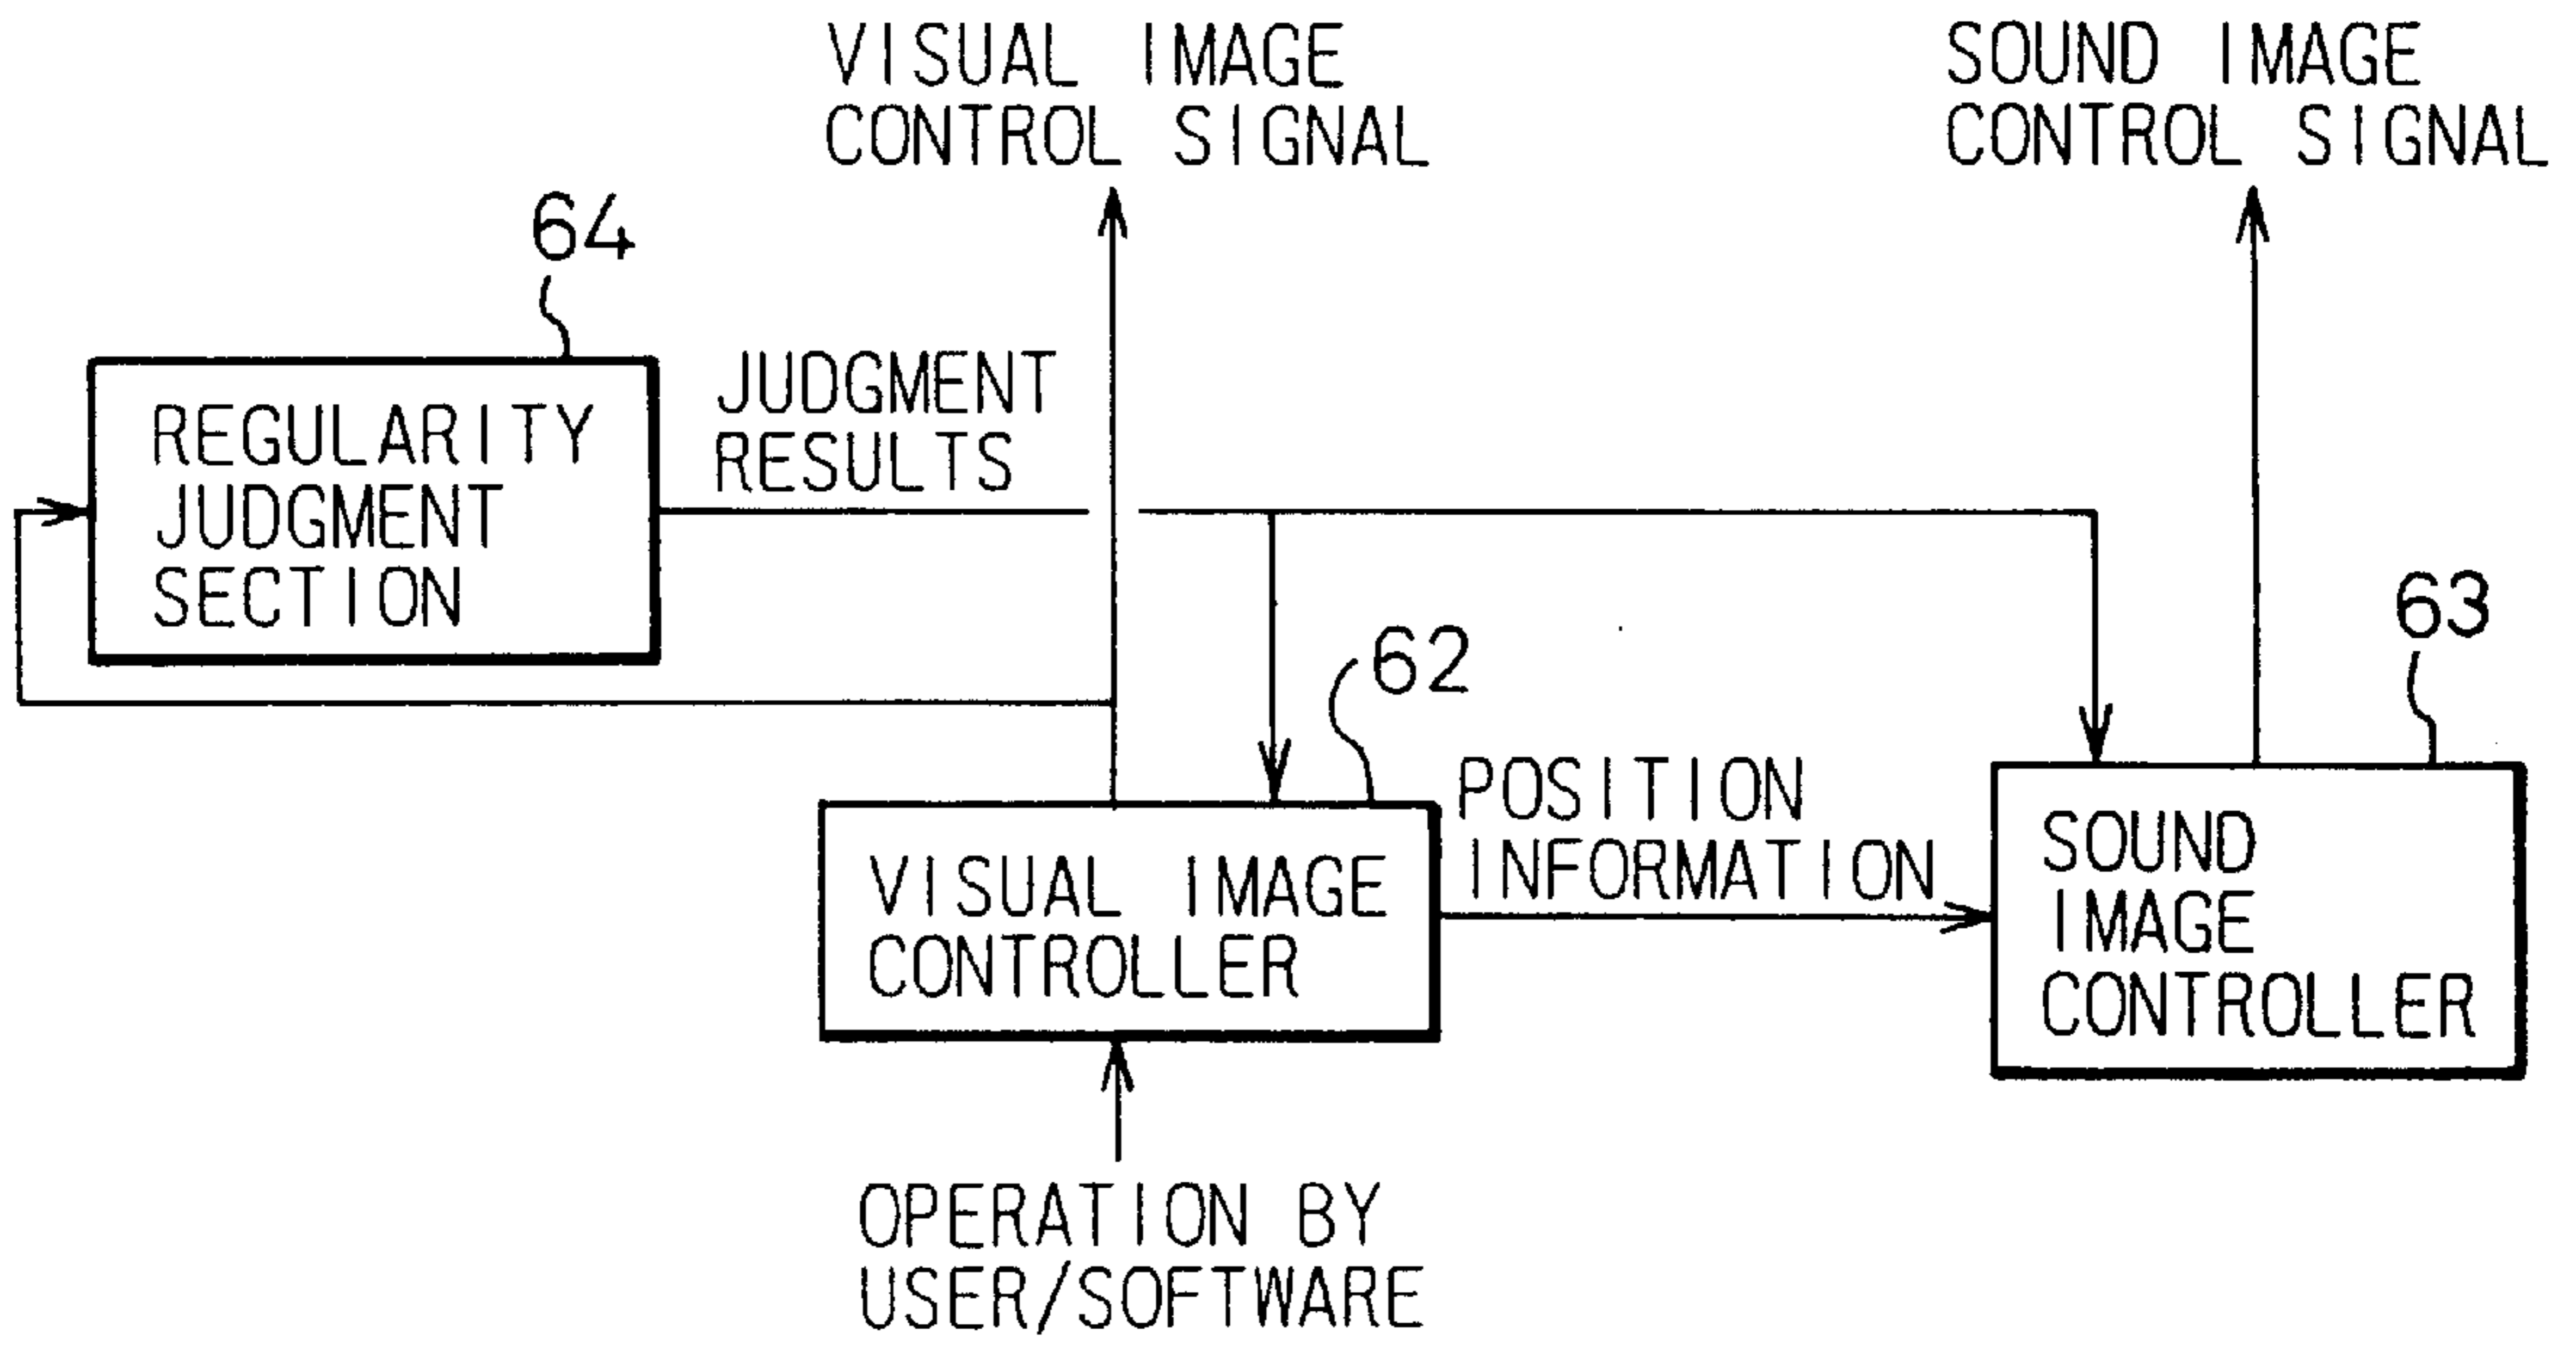 VISUAL IMAGE
CONTROL SIGNAL
SOUND IMAGE
CONTROL SIGNAL
64
REGULARITY
JUDGMENT
SECTION
JUDGMENT
RESULTS
62
63
VISUAL IMAGE
CONTROLLER
POSITION
INFORMATION
SOUND
IMAGE
CONTROLLER
OPERATION BY
USER/SOFTWARE